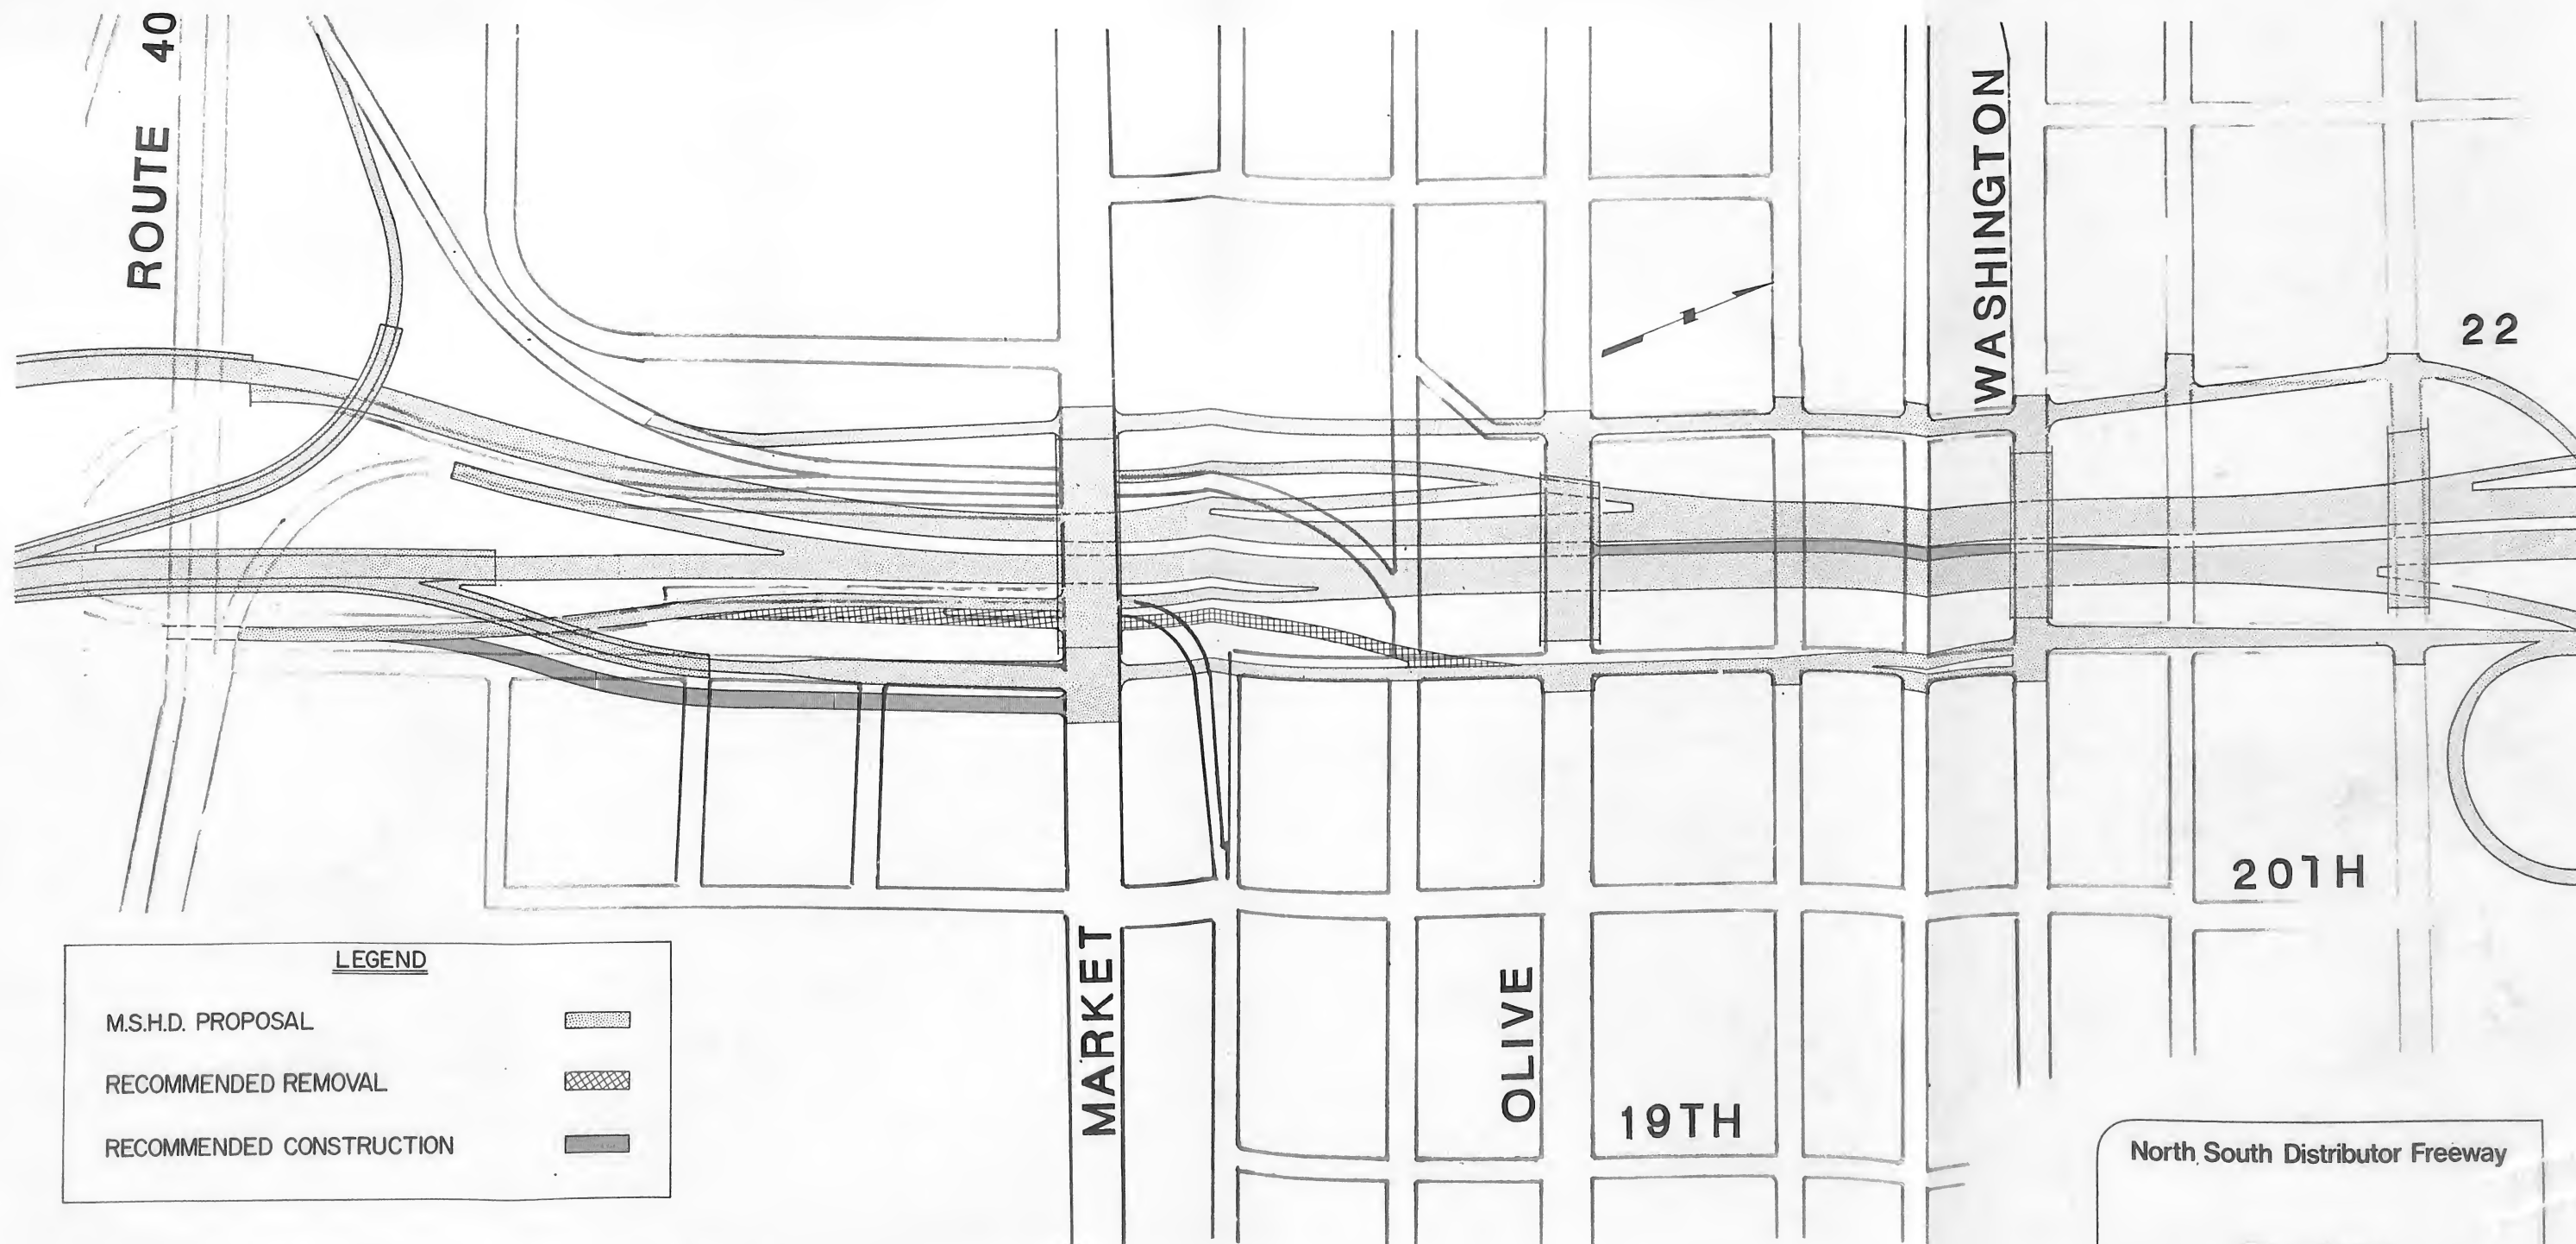 ROUTE 40
WASHINGTON
22
20TH
MARKET
OLIVE
19TH
LEGEND
M.S.H.D. PROPOSAL
RECOMMENDED REMOVAL
RECOMMENDED CONSTRUCTION
North South Distributor Freeway